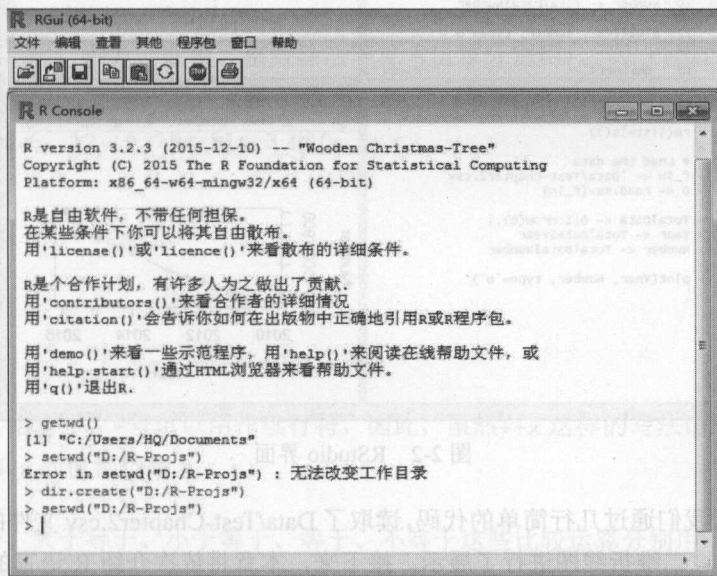 RGui (64-bit)
文件 编辑 查看 其他 程序包 窗口 帮助
STOP
R Console
R version 3.2.3 (2015-12-10) -- "Wooden Christmas-Tree"
Copyright (C) 2015 The R Foundation for Statistical Computing
Platform: x86_64-w64-mingw32/x64 (64-bit)
R是自由软件，不带任何担保。
在某些条件下你可以将其自由散布。
用'license()'或'licence()'来看散布的详细条件。
R是个合作计划，有许多人为之做出了贡献.
用'contributors()'来看合作者的详细情况
用'citation()'会告诉你如何在出版物中正确地引用R或R程序包。
用'demo()'来看一些示范程序，用'help()'来阅读在线帮助文件，或
用'help.start()'通过HTML浏览器来看帮助文件。
用'q()'退出R.
> getwd()
[1] "C:/Users/HQ/Documents"
> setwd("D:/R-Projs")
Error in setwd("D:/R-Projs") : 无法改变工作目录
> dir.create("D:/R-Projs")
> setwd("D:/R-Projs")
>